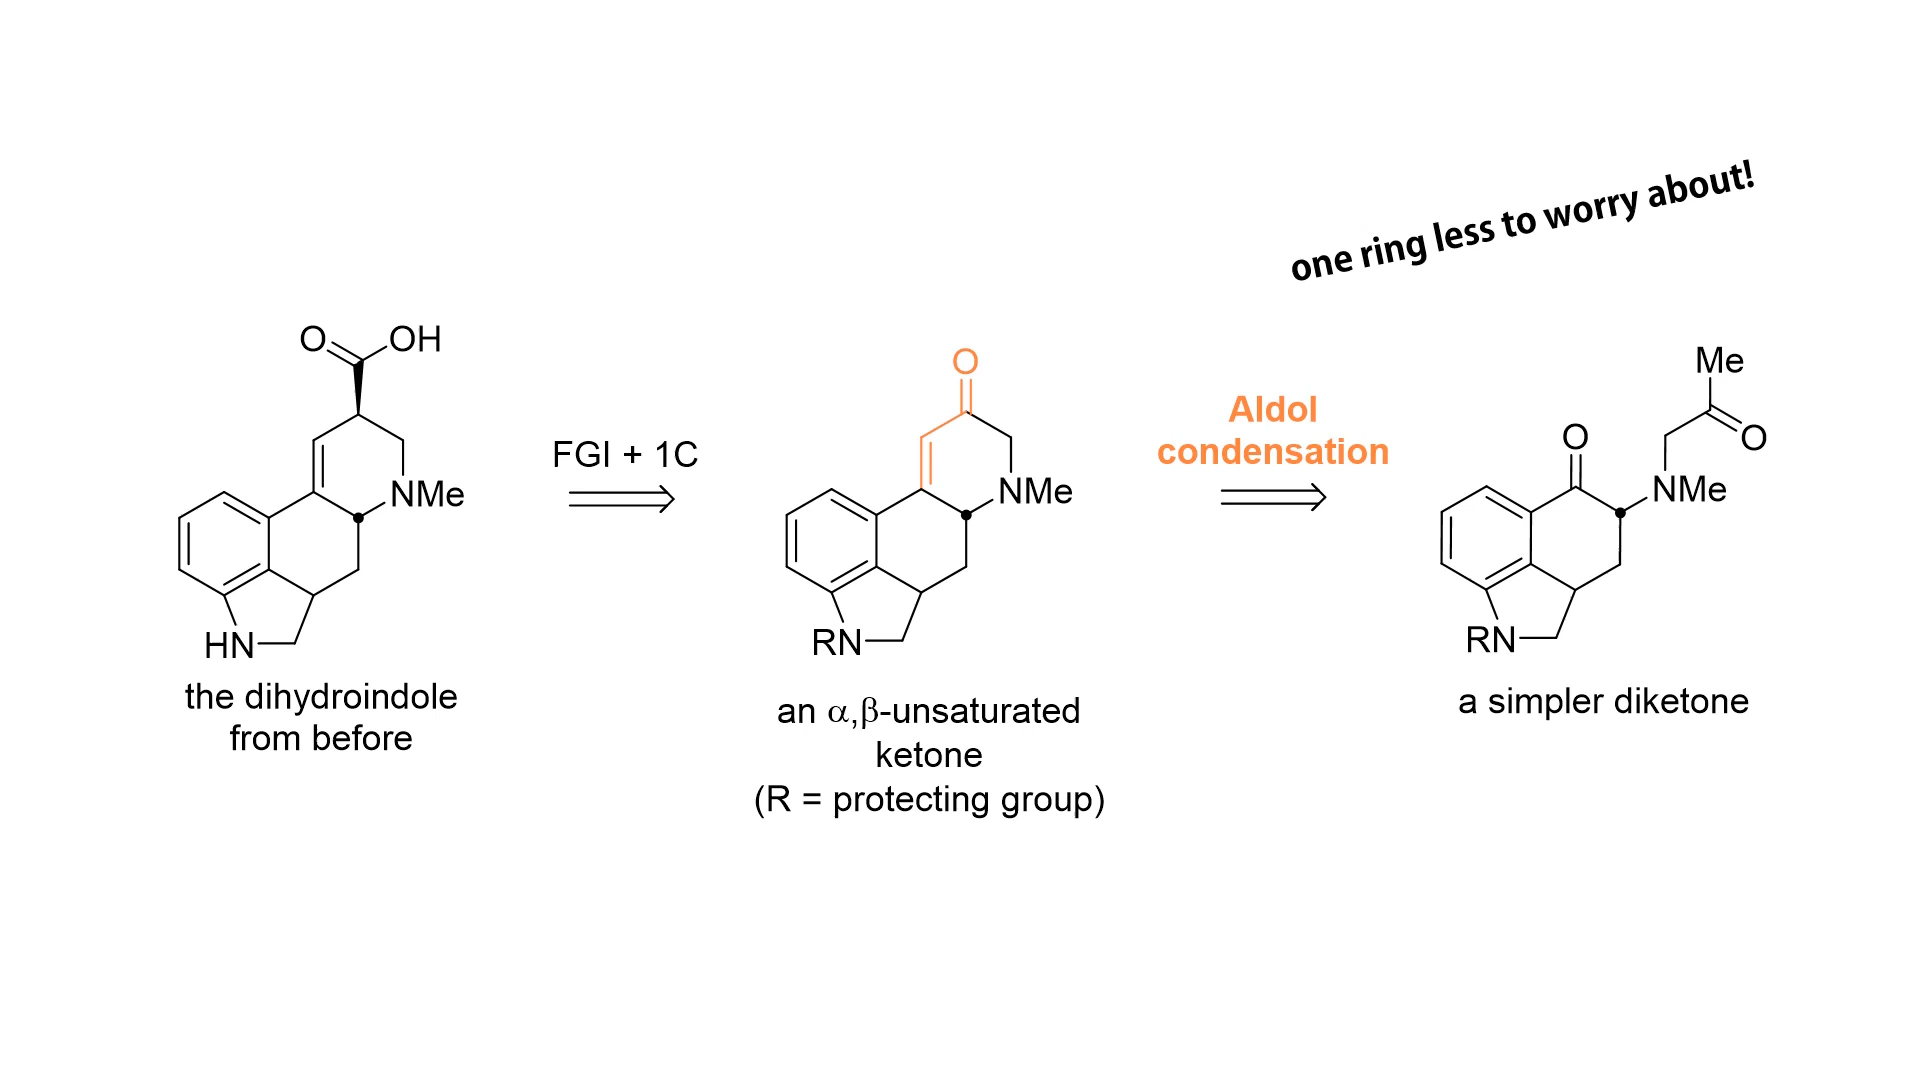 one ring less to worry about!
O
OH
NMe
HN
the dihydroindole
from before
FGI + 1C
O
NMe
RN
an α,β-unsaturated
ketone
(R = protecting group)
Aldol
condensation
Me
O
O
NMe
RN
a simpler diketone